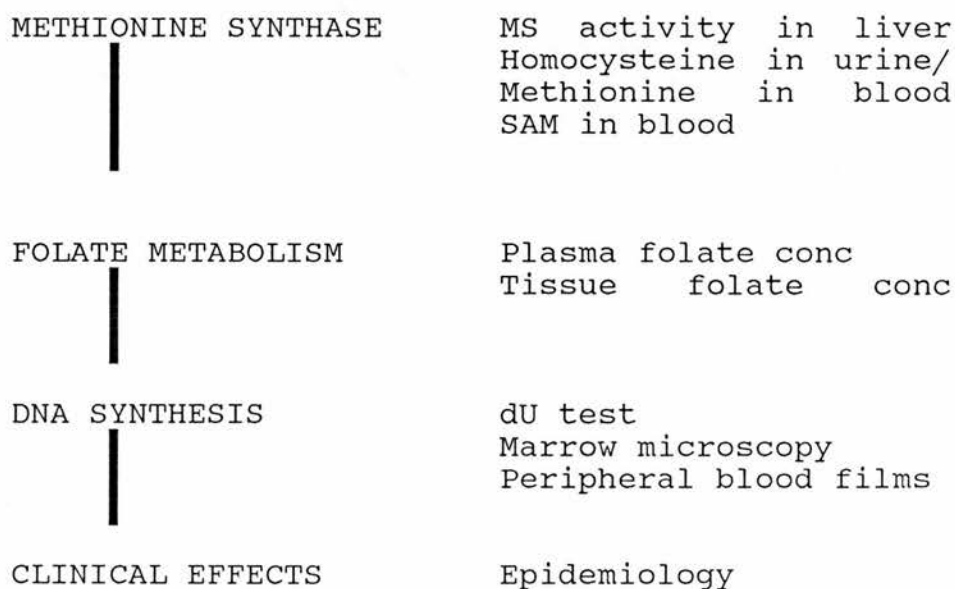 METHIONINE SYNTHASE MS activity in liver
Homocysteine in urine/
Methionine in blood
SAM in blood
FOLATE METABOLISM Plasma folate conc
Tissue folate conc
DNA SYNTHESIS dU test
Marrow microscopy
Peripheral blood films
CLINICAL EFFECTS Epidemiology